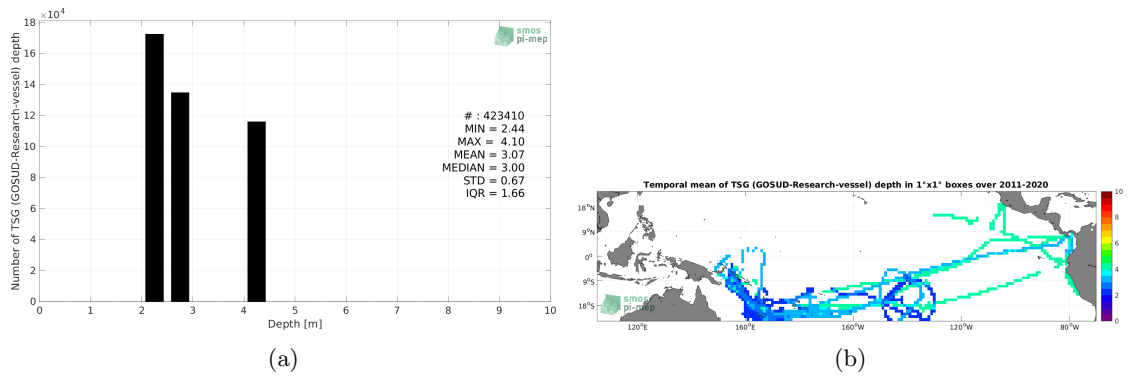 ×10⁴
18
16
14
12
10
8
6
4
2
0
Number of TSG (GOSUD-Research-vessel) depth
0 1 2 3 4 5 6 7 8 9 10
Depth [m]
smos
pi-mep
# : 423410
MIN = 2.44
MAX = 4.10
MEAN = 3.07
MEDIAN = 3.00
STD = 0.67
IQR = 1.66
(a)
Temporal mean of TSG (GOSUD-Research-vessel) depth in 1°x1° boxes over 2011-2020
18°N
9°N
0°
9°S
18°S
120°E 160°E 160°W 120°W 80°W
smos
pi-mep
10
8
6
4
2
0
(b)